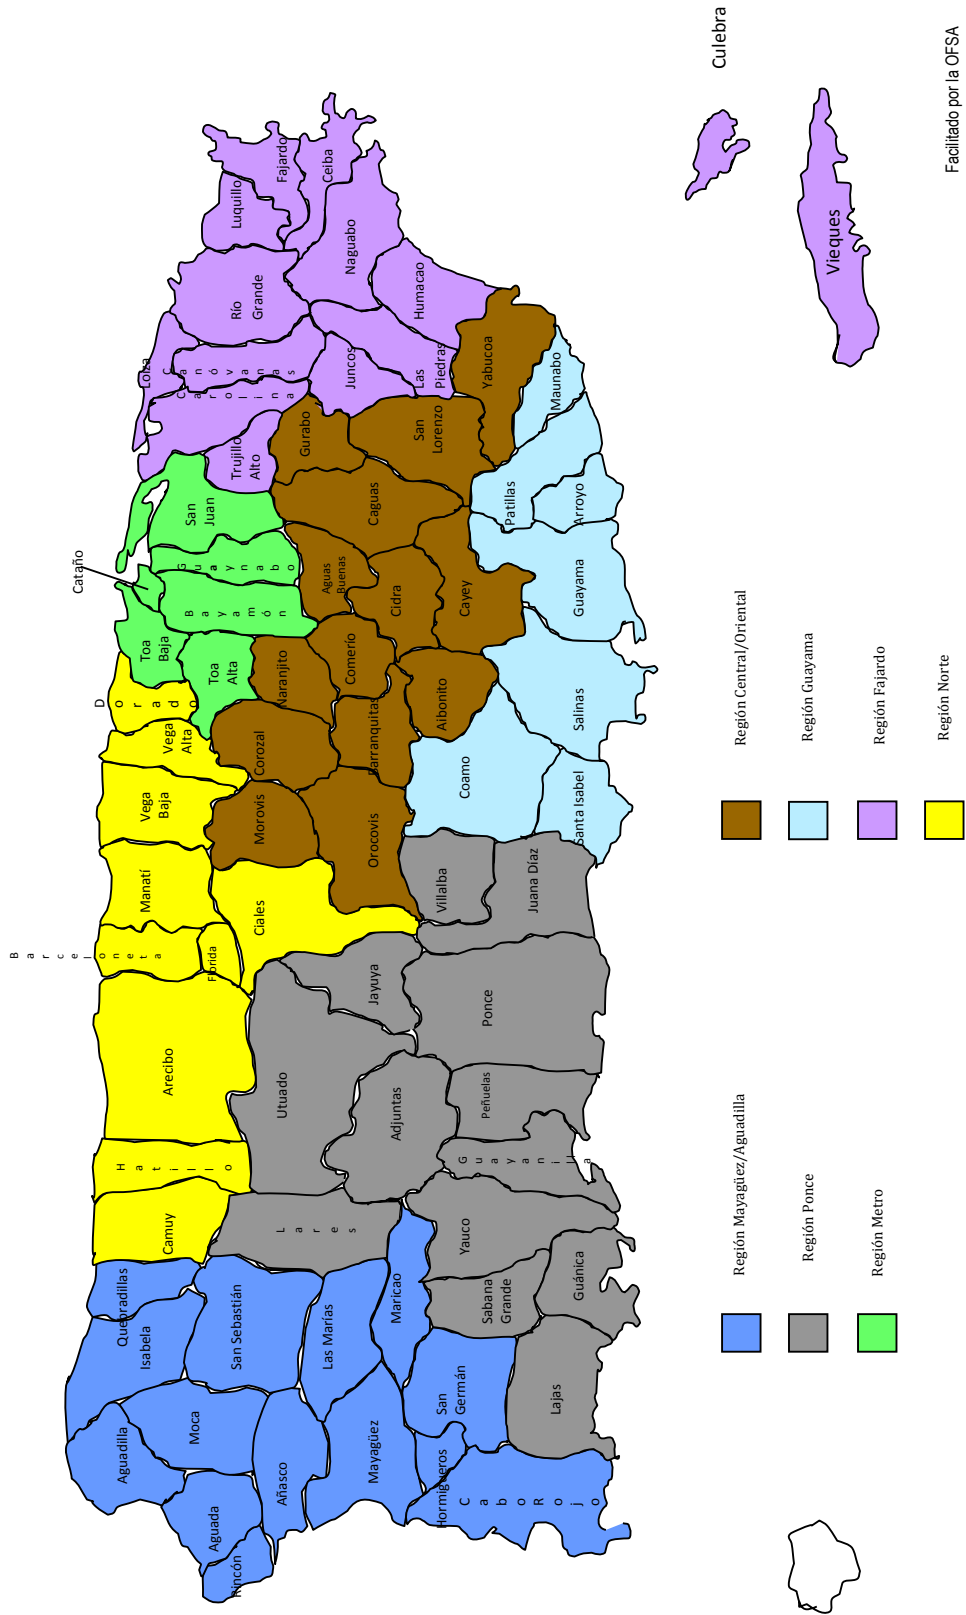 Rincón
Aguada
Aguadilla
Añasco
Moca
Isabela
Quebradillas
San Sebastián
Las Marías
Mayagüez
Maricao
Hormigueros
Cabo Rojo
San
Germán
Lajas
Sabana
Grande
Guánica
Yauco
Lares
Camuy
Hatillo
Arecibo
Utuado
Adjuntas
Guayanilla
Peñuelas
Ponce
Jayuya
Barceloneta
Florida
Manatí
Ciales
Villalba
Juana Díaz
Vega
Baja
Morovis
Orocovis
Vega
Alta
Corozal
Dorado
Toa
Baja
Toa
Alta
Naranjito
Barranquitas
Comerío
Aibonito
Coamo
Santa Isabel
Salinas
Cataño
Bayamón
Guaynabo
San
Juan
Aguas
Buenas
Cidra
Cayey
Guayama
Caguas
Trujillo
Alto
Gurabo
San
Lorenzo
Patillas
Arroyo
Maunabo
Yabucoa
Loíza
Carolina
Canóvanas
Juncos
Las
Piedras
Río
Grande
Humacao
Naguabo
Luquillo
Fajardo
Ceiba
Culebra
Vieques
Región Mayagüez/Aguadilla
Región Ponce
Región Metro
Región Central/Oriental
Región Guayama
Región Fajardo
Región Norte
Facilitado por la OFSA